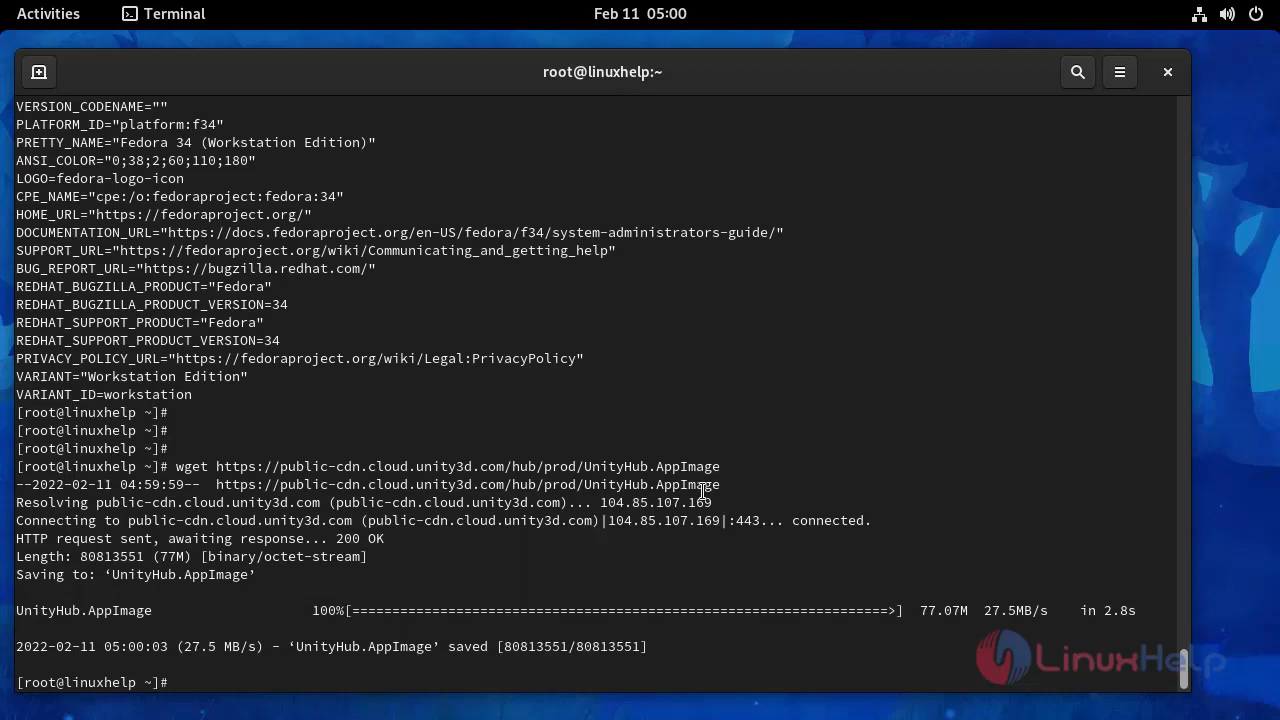 Activities
Terminal
Feb 11 05:00
root@linuxhelp:~
VERSION_CODENAME=""
PLATFORM_ID="platform:f34"
PRETTY_NAME="Fedora 34 (Workstation Edition)"
ANSI_COLOR="0;38;2;60;110;180"
LOGO=fedora-logo-icon
CPE_NAME="cpe:/o:fedoraproject:fedora:34"
HOME_URL="https://fedoraproject.org/"
DOCUMENTATION_URL="https://docs.fedoraproject.org/en-US/fedora/f34/system-administrators-guide/"
SUPPORT_URL="https://fedoraproject.org/wiki/Communicating_and_getting_help"
BUG_REPORT_URL="https://bugzilla.redhat.com/"
REDHAT_BUGZILLA_PRODUCT="Fedora"
REDHAT_BUGZILLA_PRODUCT_VERSION=34
REDHAT_SUPPORT_PRODUCT="Fedora"
REDHAT_SUPPORT_PRODUCT_VERSION=34
PRIVACY_POLICY_URL="https://fedoraproject.org/wiki/Legal:PrivacyPolicy"
VARIANT="Workstation Edition"
VARIANT_ID=workstation
[root@linuxhelp ~]#
[root@linuxhelp ~]#
[root@linuxhelp ~]#
[root@linuxhelp ~]# wget https://public-cdn.cloud.unity3d.com/hub/prod/UnityHub.AppImage
--2022-02-11 04:59:59--  https://public-cdn.cloud.unity3d.com/hub/prod/UnityHub.AppImage
Resolving public-cdn.cloud.unity3d.com (public-cdn.cloud.unity3d.com)... 104.85.107.169
Connecting to public-cdn.cloud.unity3d.com (public-cdn.cloud.unity3d.com)|104.85.107.169|:443... connected.
HTTP request sent, awaiting response... 200 OK
Length: 80813551 (77M) [binary/octet-stream]
Saving to: ‘UnityHub.AppImage’
UnityHub.AppImage 100%[===================================================================>] 77.07M 27.5MB/s in 2.8s
2022-02-11 05:00:03 (27.5 MB/s) - ‘UnityHub.AppImage’ saved [80813551/80813551]
LinuxHelp
[root@linuxhelp ~]#